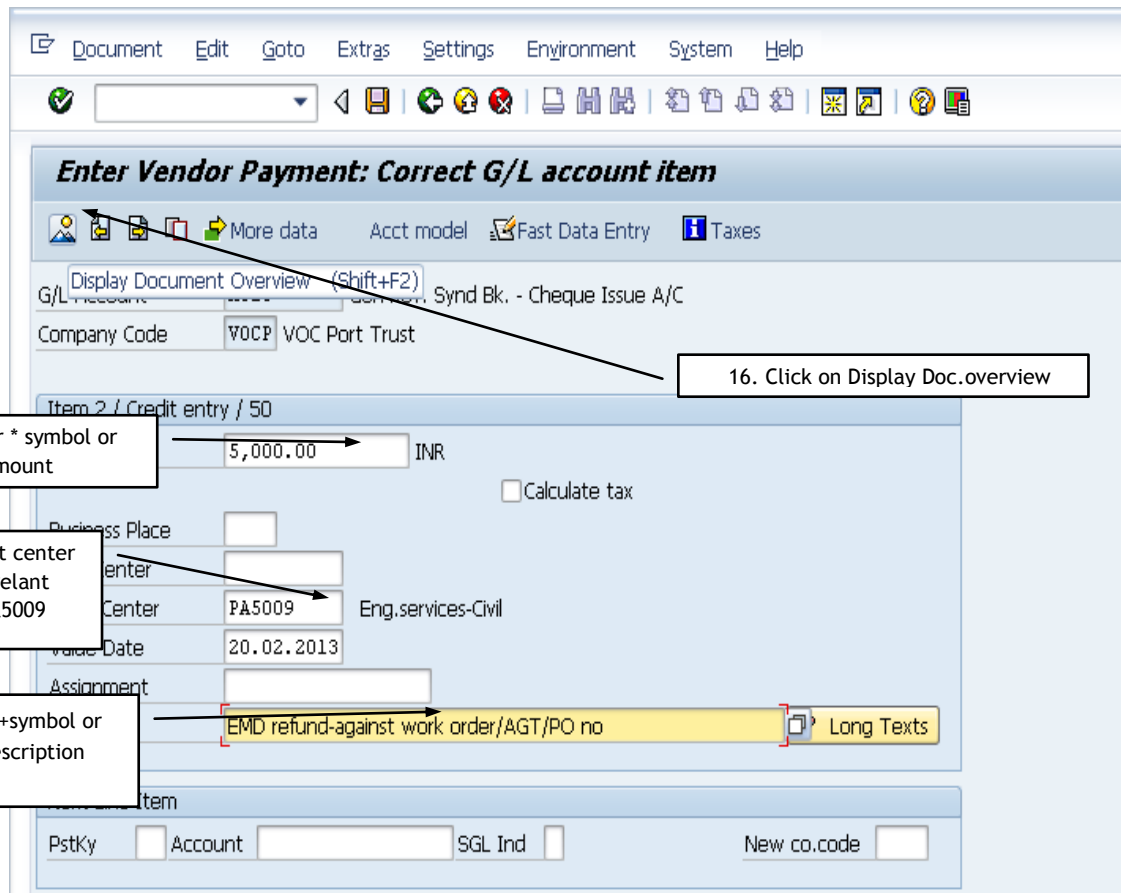 Document Edit Goto Extras Settings Environment System Help
Enter Vendor Payment: Correct G/L account item
More data Acct model Fast Data Entry Taxes
Display Document Overview (Shift+F2)
G/L Synd Bk. - Cheque Issue A/C
Company Code VOCP VOC Port Trust
16. Click on Display Doc.overview
Item 2 / Credit entry / 50
* symbol or
mount
5,000.00 INR
Calculate tax
Business Place
t center
elant
5009
enter
Center PA5009 Eng.services-Civil
Value Date 20.02.2013
Assignment
+symbol or
escription
EMD refund-against work order/AGT/PO no Long Texts
Item
PstKy Account SGL Ind New co.code